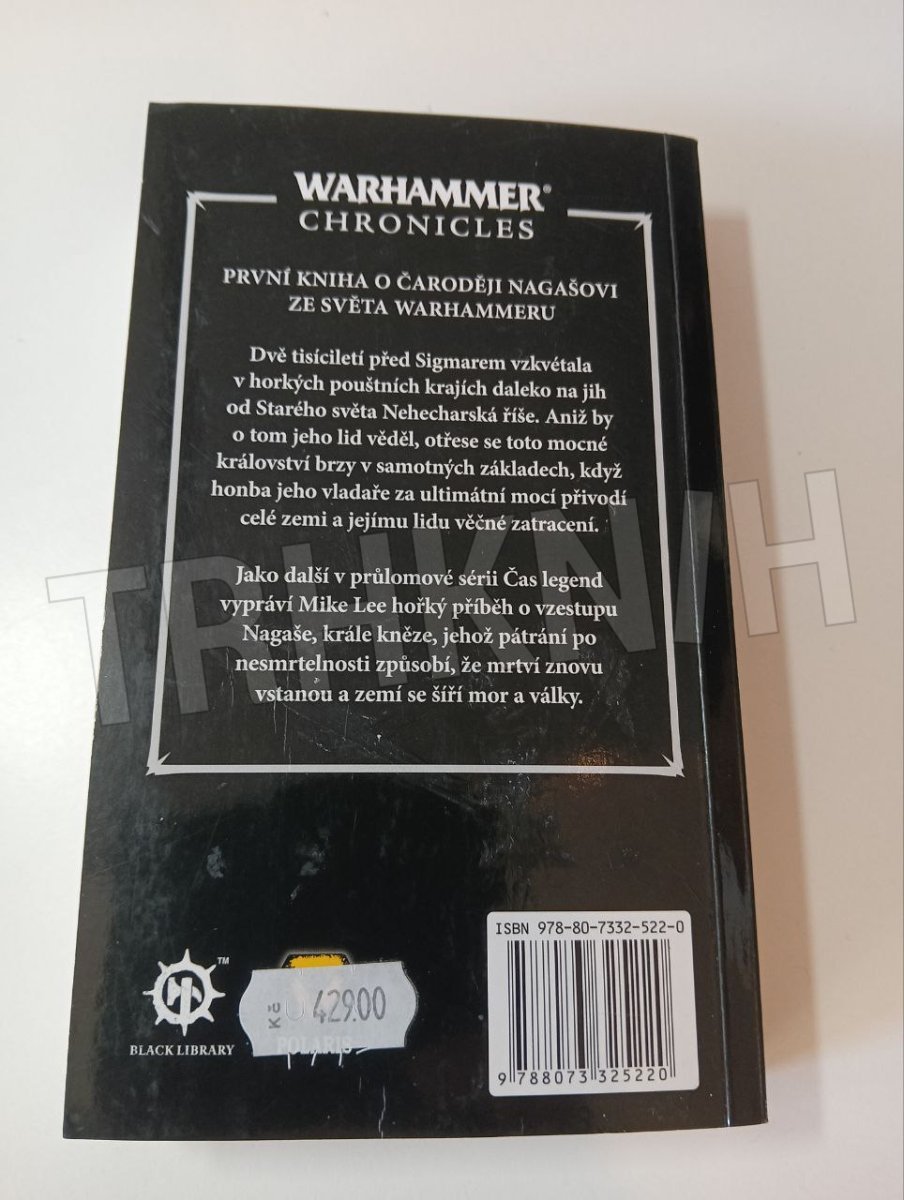 WARHAMMER®
CHRONICLES
PRVNÍ KNIHA O ČARODĚJI NAGAŠOVI
ZE SVĚTA WARHAMMERU
Dvě tisíciletí před Sigmarem vzkvétala
v horkých pouštních krajích daleko na jih
od Starého světa Nehecharská říše. Aniž by
o tom jeho lid věděl, otřese se toto mocné
království brzy v samotných základech, když
honba jeho vladaře za ultimátní mocí přivodí
celé zemi a jejímu lidu věčné zatracení.
Jako další v průlomové sérii Čas legend
vypráví Mike Lee hořký příběh o vzestupu
Nagaše, krále kněze, jehož pátrání po
nesmrtelnosti způsobí, že mrtví znovu
vstanou a zemí se šíří mor a války.
TRHKNIH
ISBN 978-80-7332-522-0
™
BLACK LIBRARY
Kč 429.00
POLARIS
9 788073 325220